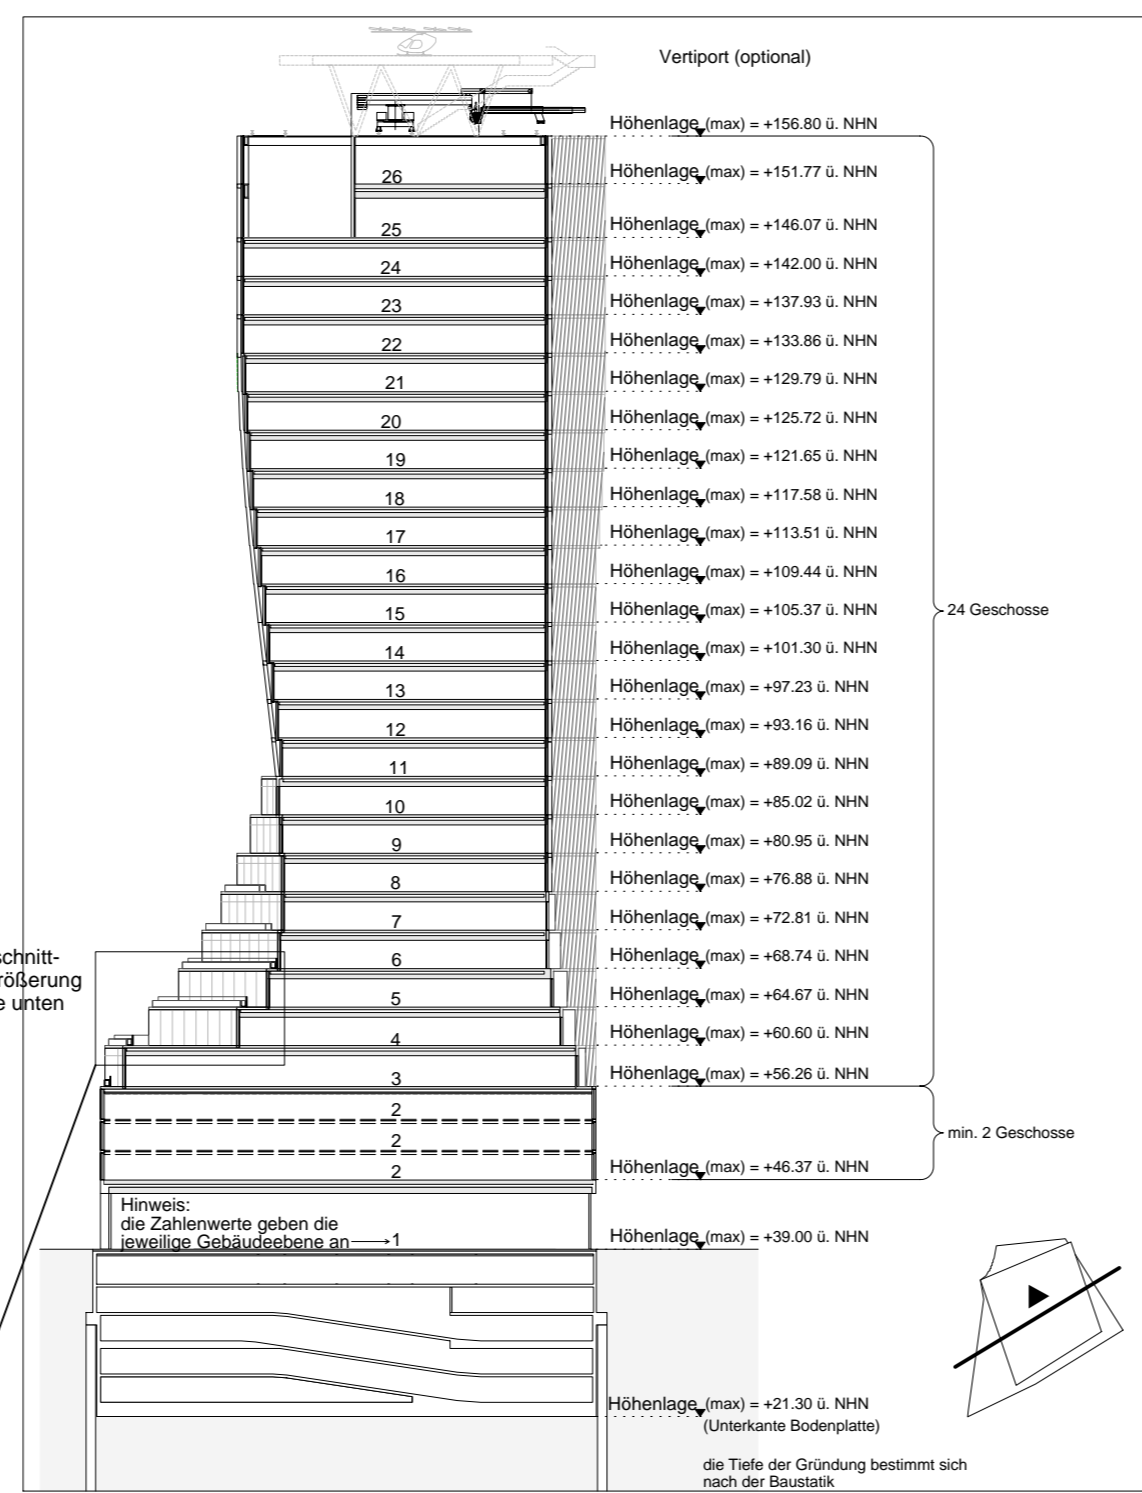 Vertiport (optional)
Höhenlage (max) = +156.80 ü. NHN
26
Höhenlage (max) = +151.77 ü. NHN
25
Höhenlage (max) = +146.07 ü. NHN
24
Höhenlage (max) = +142.00 ü. NHN
23
Höhenlage (max) = +137.93 ü. NHN
22
Höhenlage (max) = +133.86 ü. NHN
21
Höhenlage (max) = +129.79 ü. NHN
20
Höhenlage (max) = +125.72 ü. NHN
19
Höhenlage (max) = +121.65 ü. NHN
18
Höhenlage (max) = +117.58 ü. NHN
17
Höhenlage (max) = +113.51 ü. NHN
16
Höhenlage (max) = +109.44 ü. NHN
15
Höhenlage (max) = +105.37 ü. NHN
24 Geschosse
14
Höhenlage (max) = +101.30 ü. NHN
13
Höhenlage (max) = +97.23 ü. NHN
12
Höhenlage (max) = +93.16 ü. NHN
11
Höhenlage (max) = +89.09 ü. NHN
10
Höhenlage (max) = +85.02 ü. NHN
9
Höhenlage (max) = +80.95 ü. NHN
8
Höhenlage (max) = +76.88 ü. NHN
7
Höhenlage (max) = +72.81 ü. NHN
schnitt-
rößerung
e unten
6
Höhenlage (max) = +68.74 ü. NHN
5
Höhenlage (max) = +64.67 ü. NHN
4
Höhenlage (max) = +60.60 ü. NHN
3
Höhenlage (max) = +56.26 ü. NHN
2
2
min. 2 Geschosse
2
Höhenlage (max) = +46.37 ü. NHN
Hinweis:
die Zahlenwerte geben die
jeweilige Gebäudeebene an → 1
Höhenlage (max) = +39.00 ü. NHN
Höhenlage (max) = +21.30 ü. NHN
(Unterkante Bodenplatte)
die Tiefe der Gründung bestimmt sich
nach der Baustatik